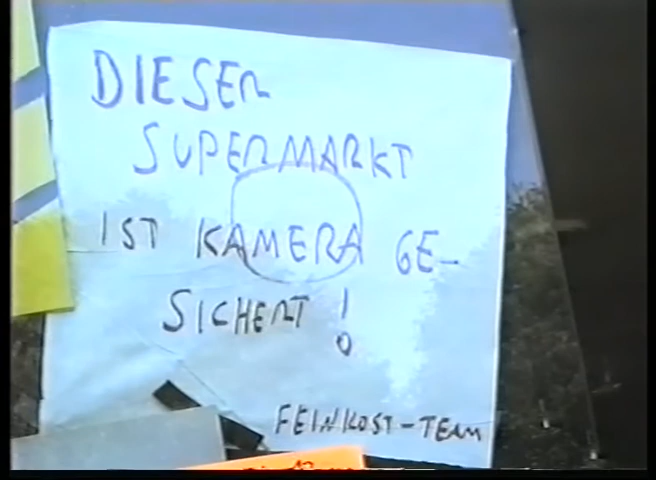 DIESER
SUPERMARKT
IST KAMERA GE-
SICHERT !
FEINKOST-TEAM